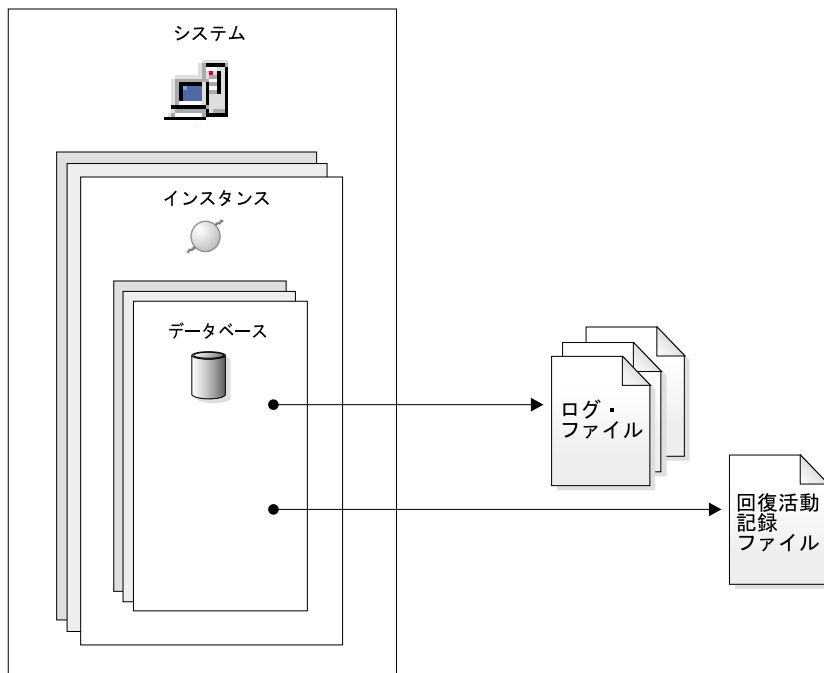 システム
インスタンス
データベース
ログ・
ファイル
回復活動
記録
ファイル